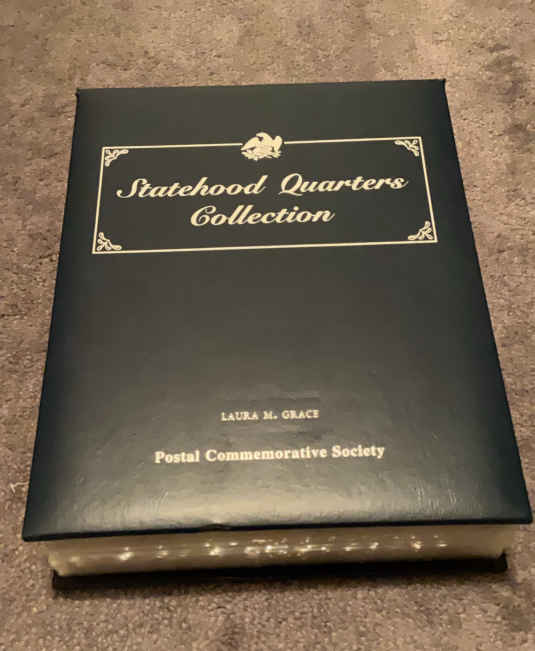 Statehood Quarters
Collection
LAURA M. GRACE
Postal Commemorative Society